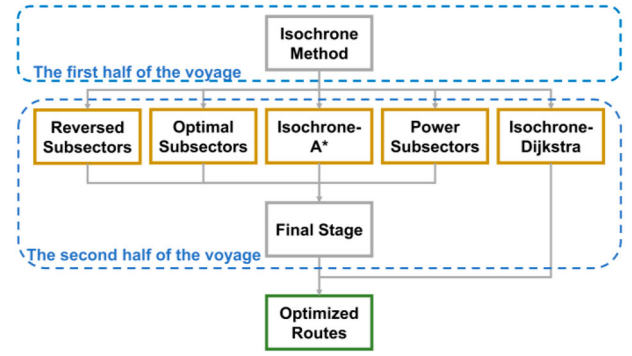 Isochrone
Method
The first half of the voyage
Reversed
Subsectors
Optimal
Subsectors
Isochrone-
A*
Power
Subsectors
Isochrone-
Dijkstra
Final Stage
The second half of the voyage
Optimized
Routes